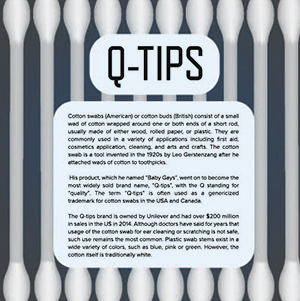 Q-TIPS
Cotton swabs (American) or cotton buds (British) consist of a small
wad of cotton wrapped around one or both ends of a short rod,
usually made of either wood, rolled paper, or plastic. They are
commonly used in a variety of applications including first aid,
cosmetics application, cleaning, and arts and crafts. The cotton
swab is a tool invented in the 1920s by Leo Gerstenzang after he
attached wads of cotton to toothpicks.
His product, which he named "Baby Gays", went on to become the
most widely sold brand name, "Q-tips", with the Q standing for
"quality". The term "Q-tips" is often used as a genericized
trademark for cotton swabs in the USA and Canada.
The Q-tips brand is owned by Unilever and had over $200 million
in sales in the US in 2014. Although doctors have said for years that
usage of the cotton swab for ear cleaning or scratching is not safe,
such use remains the most common. Plastic swab stems exist in a
wide variety of colors, such as blue, pink or green. However, the
cotton itself is traditionally white.